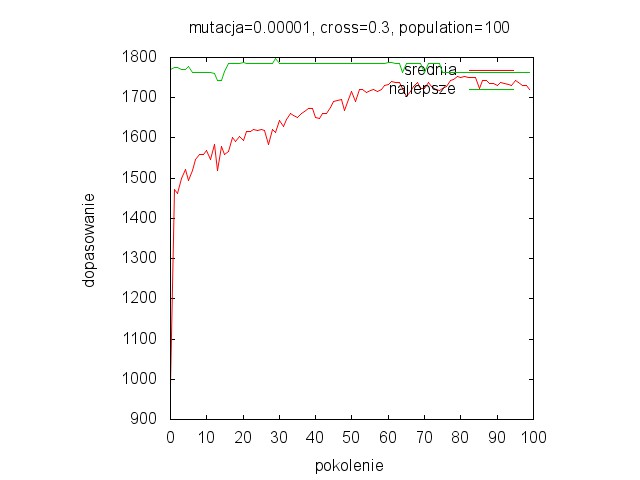 mutacja=0.00001, cross=0.3, population=100
1800
1700
1600
1500
1400
1300
1200
1100
1000
900
dopasowanie
średnia
najlepsze
0 10 20 30 40 50 60 70 80 90 100
pokolenie